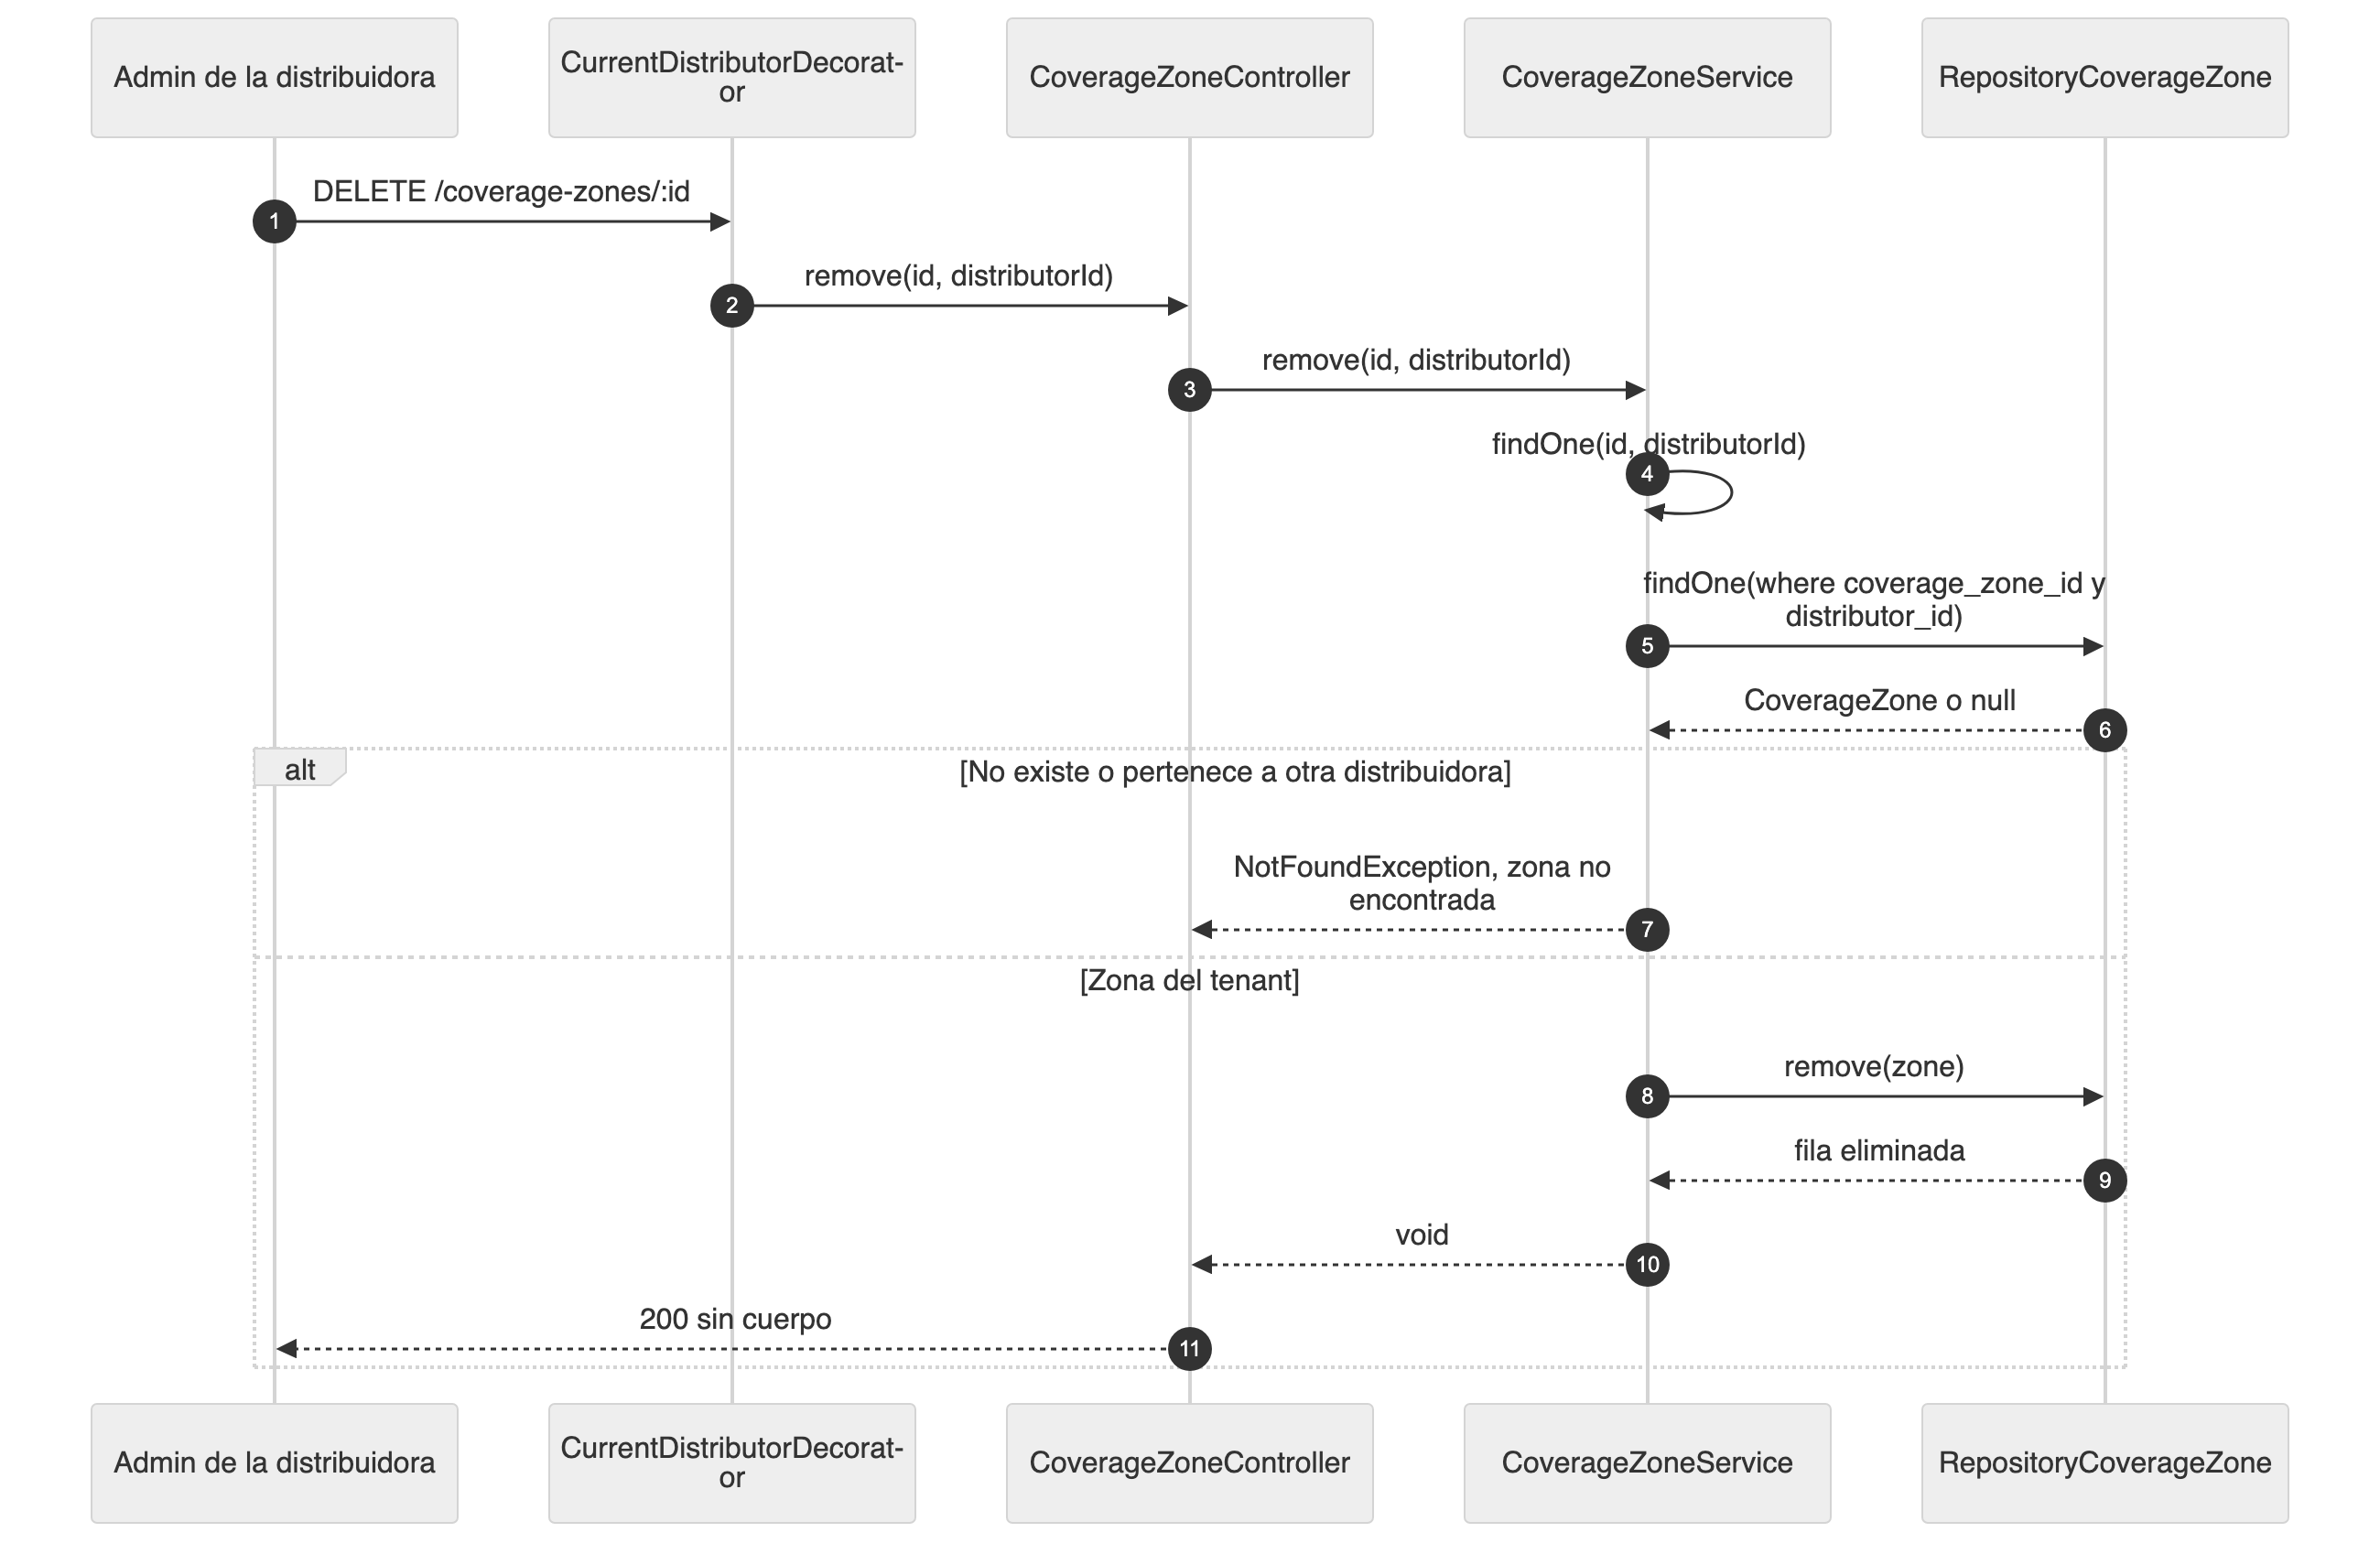 Admin de la distribuidora
CurrentDistributorDecorat-
or
CoverageZoneController
CoverageZoneService
RepositoryCoverageZone
DELETE /coverage-zones/:id
1
remove(id, distributorId)
2
remove(id, distributorId)
3
findOne(id, distributorId)
4
findOne(where coverage_zone_id y
distributor_id)
5
CoverageZone o null
6
alt
[No existe o pertenece a otra distribuidora]
NotFoundException, zona no
encontrada
7
[Zona del tenant]
remove(zone)
8
fila eliminada
9
void
10
200 sin cuerpo
11
Admin de la distribuidora
CurrentDistributorDecorat-
or
CoverageZoneController
CoverageZoneService
RepositoryCoverageZone